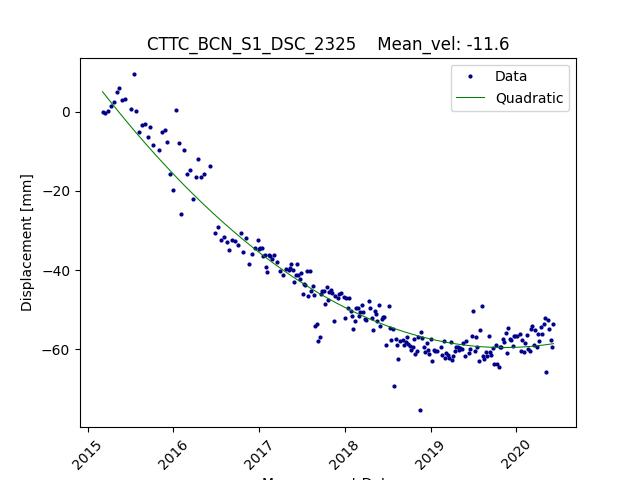 CTTC_BCN_S1_DSC_2325    Mean_vel: -11.6
Data
Quadratic
Displacement [mm]
0
−20
−40
−60
2015
2016
2017
2018
2019
2020